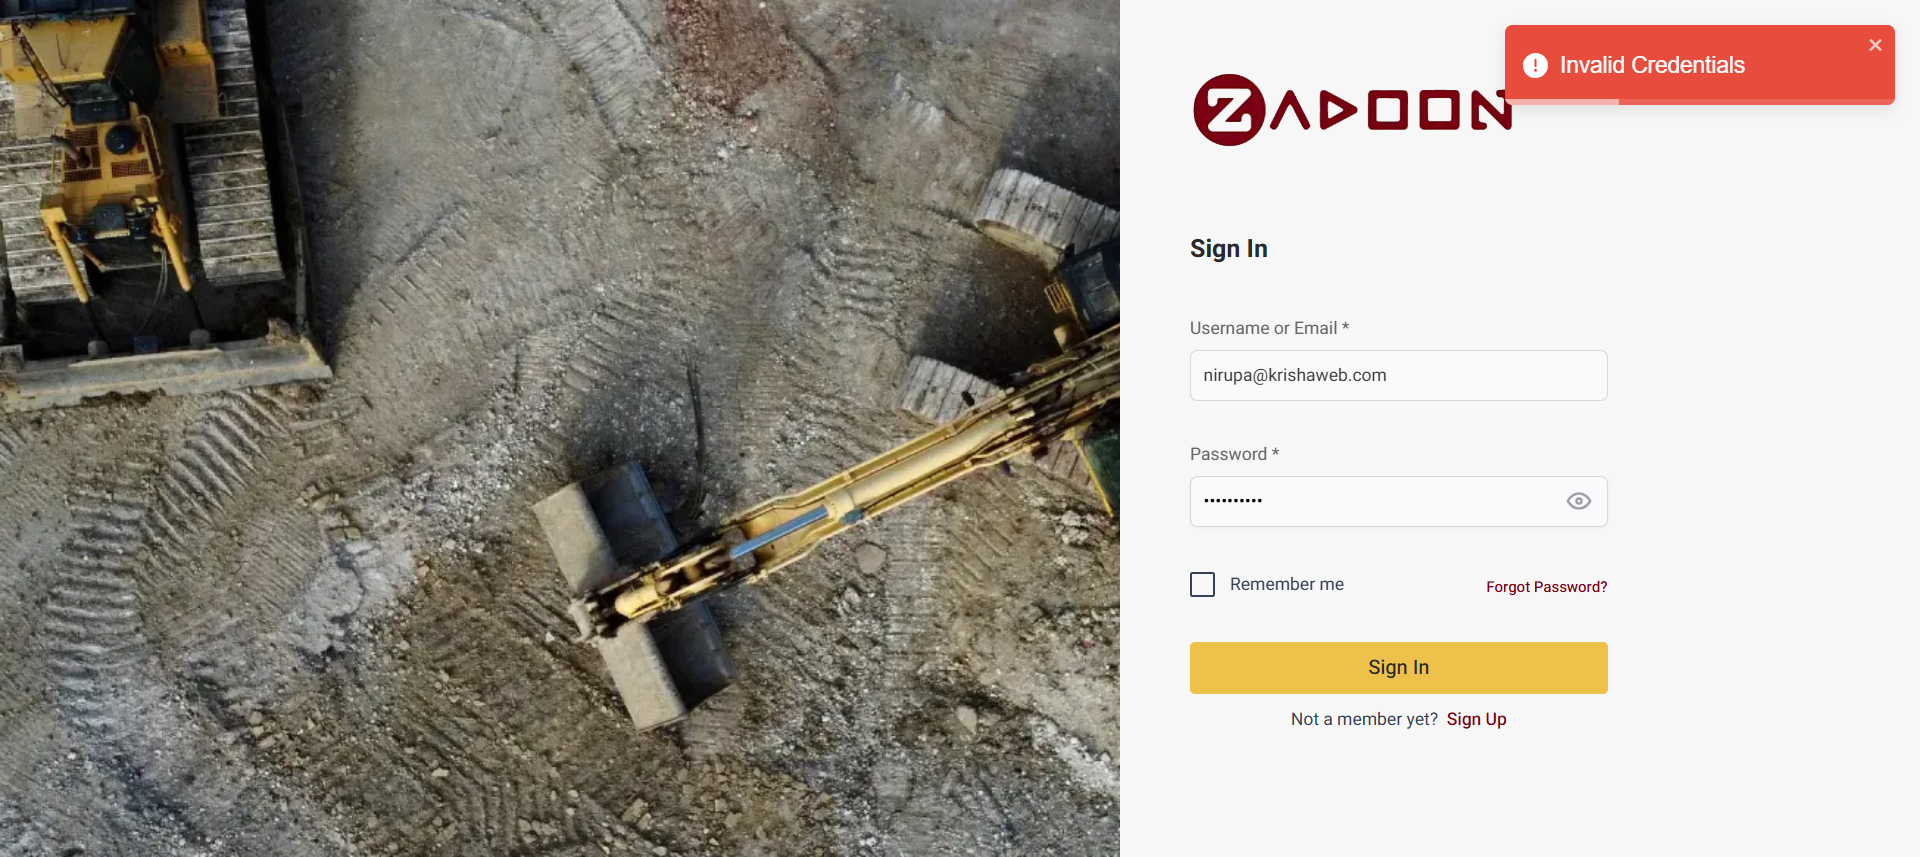 Invalid Credentials
ZADOON
Sign In
Username or Email *
nirupa@krishaweb.com
Password *
••••••••••
Remember me
Forgot Password?
Sign In
Not a member yet? Sign Up